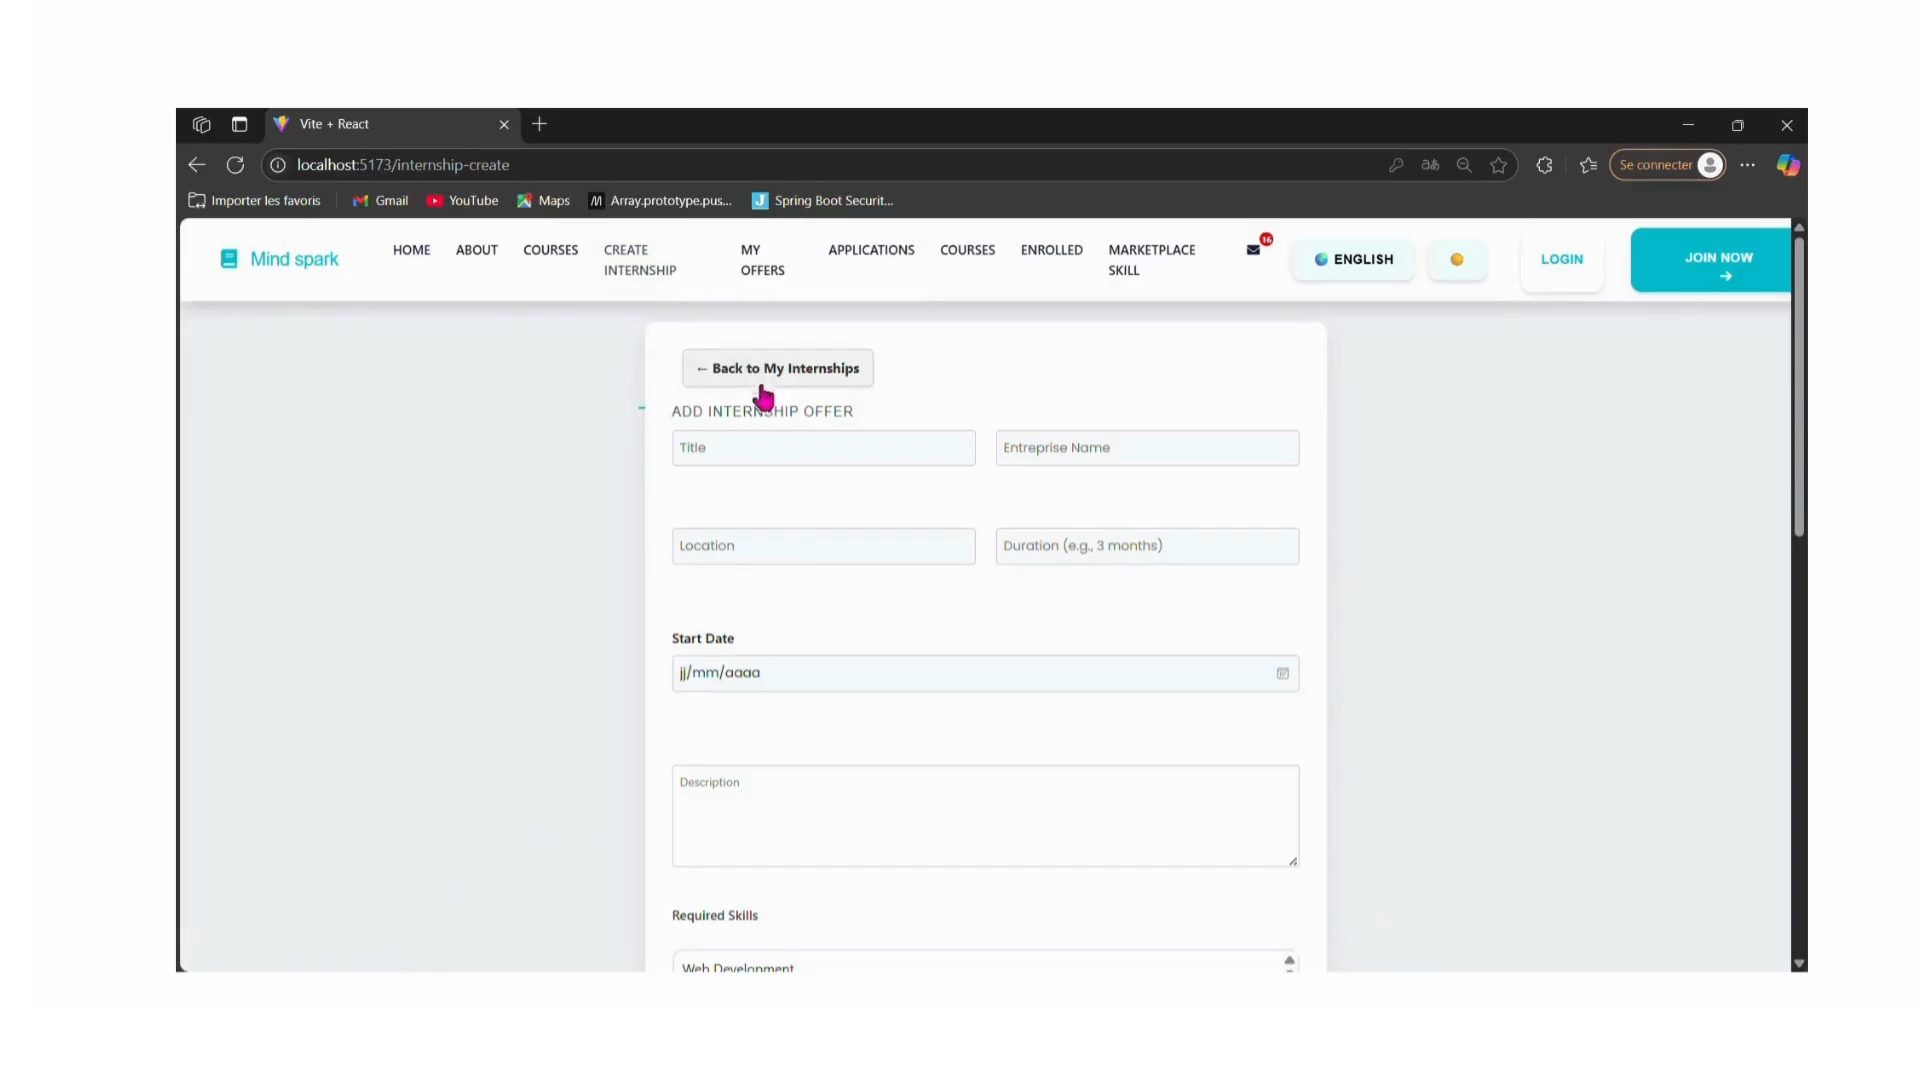 Vite + React
localhost:5173/internship-create
Se connecter
Importer les favoris
Gmail
YouTube
Maps
Array.prototype.pus...
Spring Boot Securit...
Mind spark
HOME
ABOUT
COURSES
CREATE
INTERNSHIP
MY
OFFERS
APPLICATIONS
COURSES
ENROLLED
MARKETPLACE
SKILL
16
ENGLISH
LOGIN
JOIN NOW
→
← Back to My Internships
ADD INTERNSHIP OFFER
Title
Entreprise Name
Location
Duration (e.g., 3 months)
Start Date
jj/mm/aaaa
Description
Required Skills
Web Development